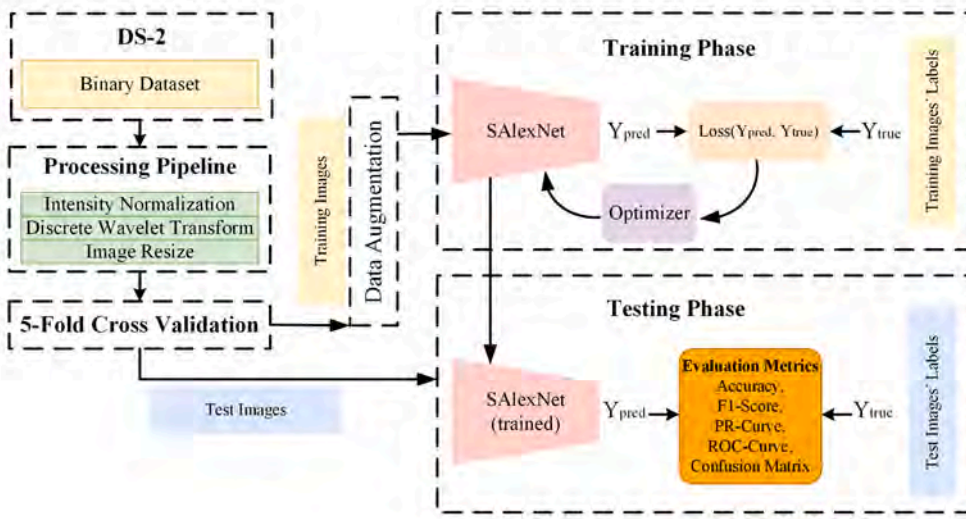 DS-2
Binary Dataset
Processing Pipeline
Intensity Normalization
Discrete Wavelet Transform
Image Resize
5-Fold Cross Validation
Training Images
Data Augmentation
Test Images
Training Phase
SAlexNet
Ypred
Loss(Ypred, Ytrue)
Ytrue
Optimizer
Training Images' Labels
Testing Phase
SAlexNet
(trained)
Ypred
Evaluation Metrics
Accuracy,
F1-Score,
PR-Curve,
ROC-Curve,
Confusion Matrix
Ytrue
Test Images' Labels